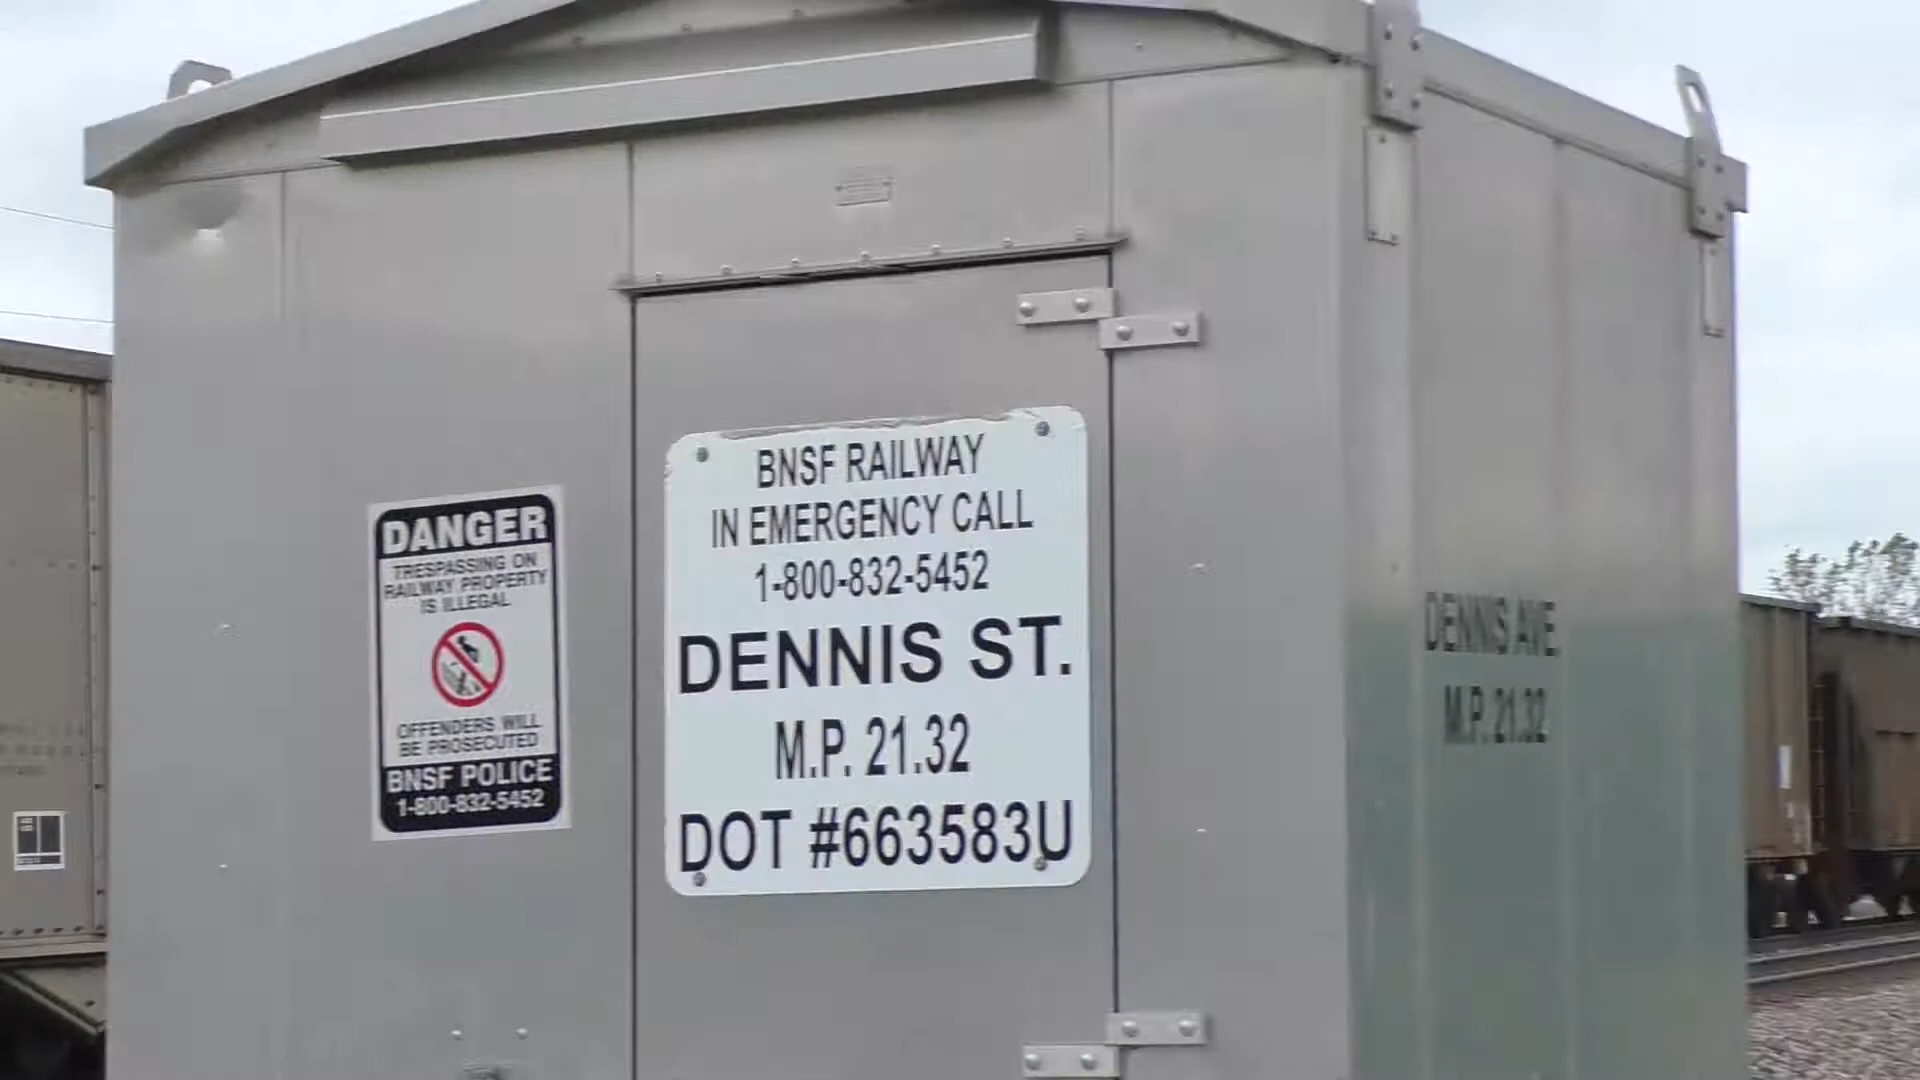 DANGER
TRESPASSING ON
RAILWAY PROPERTY
IS ILLEGAL
OFFENDERS WILL
BE PROSECUTED
BNSF POLICE
1-800-832-5452
BNSF RAILWAY
IN EMERGENCY CALL
1-800-832-5452
DENNIS ST.
M.P. 21.32
DOT #663583U
DENNIS AVE.
M.P. 21.32